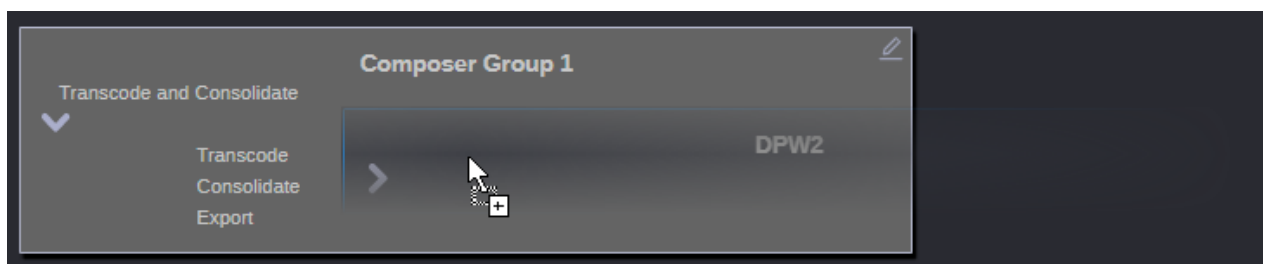 Composer Group 1
Transcode and Consolidate
DPW2
Transcode
Consolidate
Export